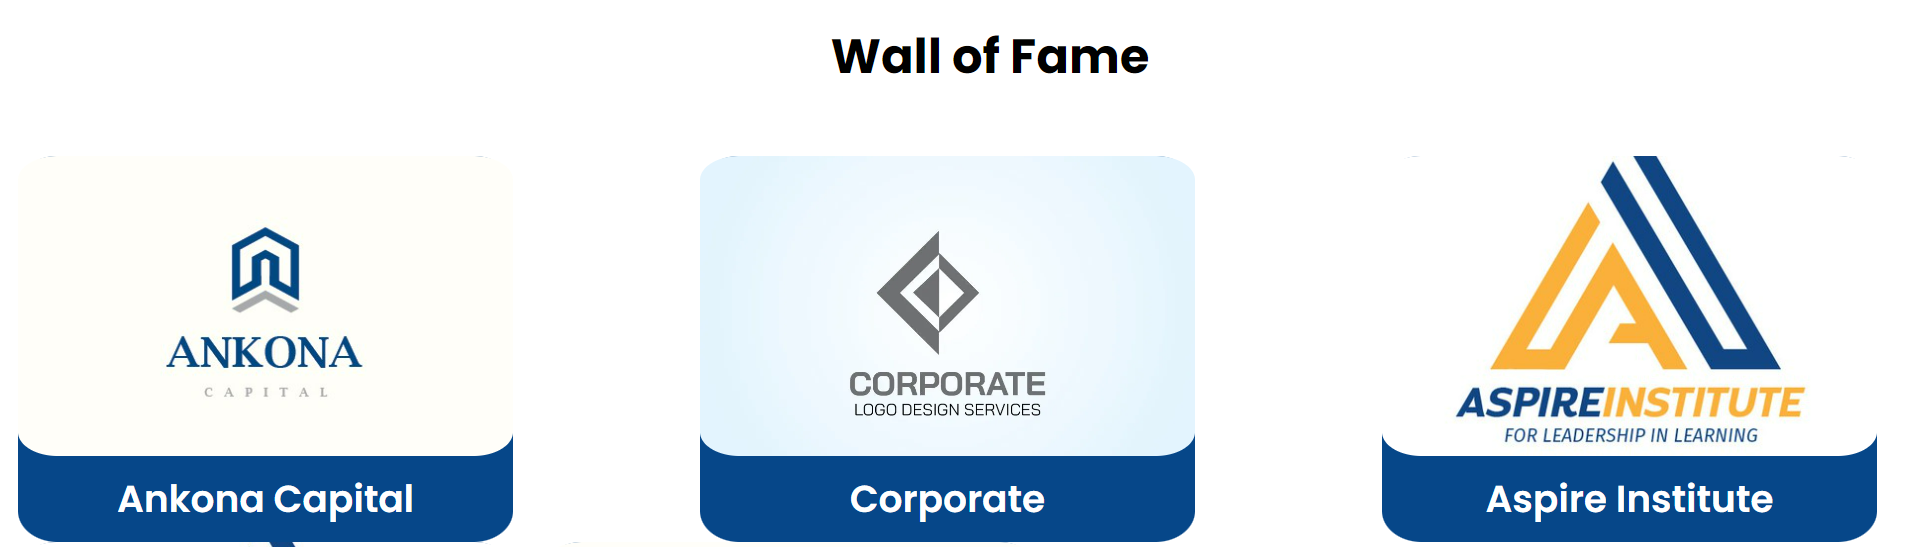 Wall of Fame
ANKONA
CAPITAL
Ankona Capital
CORPORATE
LOGO DESIGN SERVICES
Corporate
ASPIREINSTITUTE
FOR LEADERSHIP IN LEARNING
Aspire Institute